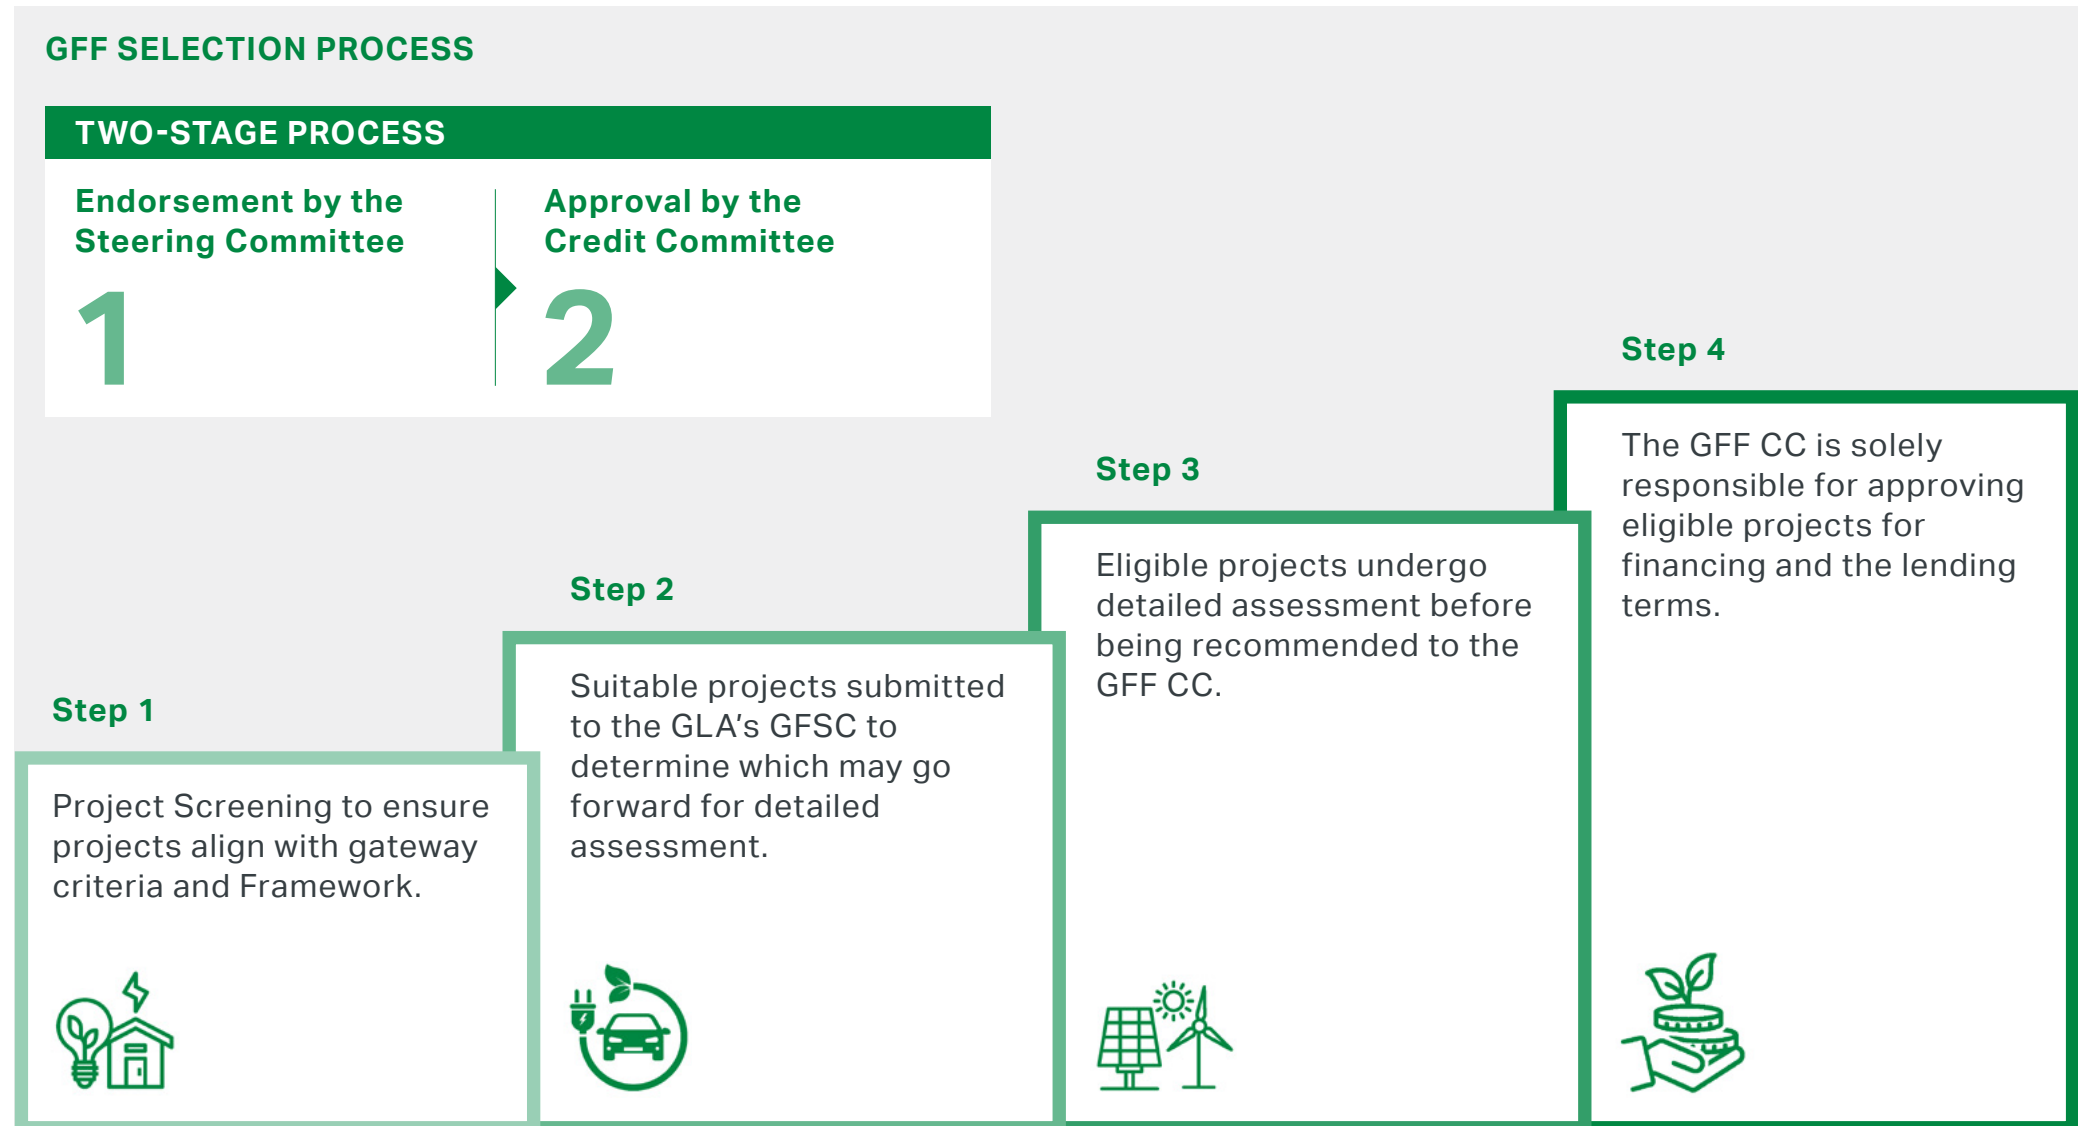 GFF SELECTION PROCESS
TWO-STAGE PROCESS
Endorsement by the
Steering Committee
1
Approval by the
Credit Committee
2
Step 1
Project Screening to ensure
projects align with gateway
criteria and Framework.
Step 2
Suitable projects submitted
to the GLA’s GFSC to
determine which may go
forward for detailed
assessment.
Step 3
Eligible projects undergo
detailed assessment before
being recommended to the
GFF CC.
Step 4
The GFF CC is solely
responsible for approving
eligible projects for
financing and the lending
terms.